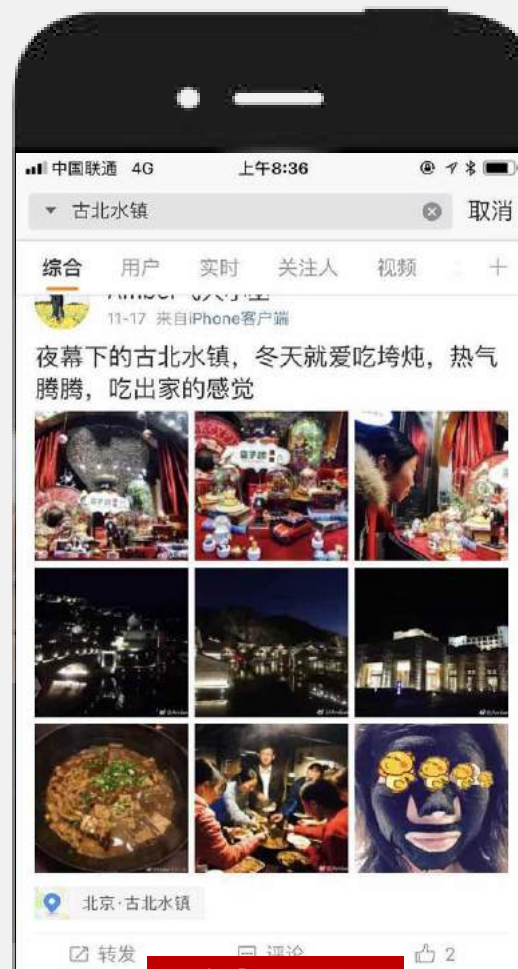 中国联通 4G 上午8:36
古北水镇 取消
综合 用户 实时 关注人 视频
11-17 来自iPhone客户端
夜幕下的古北水镇，冬天就爱吃垮炖，热气
腾腾，吃出家的感觉
北京·古北水镇
转发 评论 2